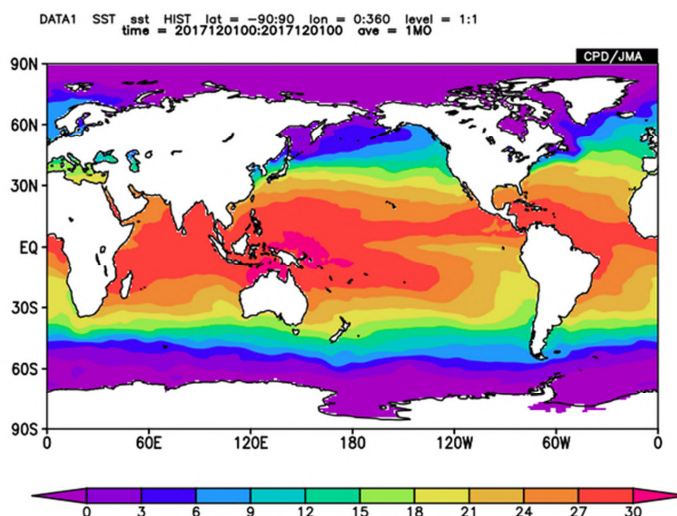 DATA1 SST sst HIST lat = -90:90 lon = 0:360 level = 1:1
time = 2017120100:2017120100 ave = 1MO
CPD/JMA
90N
60N
30N
EQ
30S
60S
90S
0 60E 120E 180 120W 60W 0
0 3 6 9 12 15 18 21 24 27 30